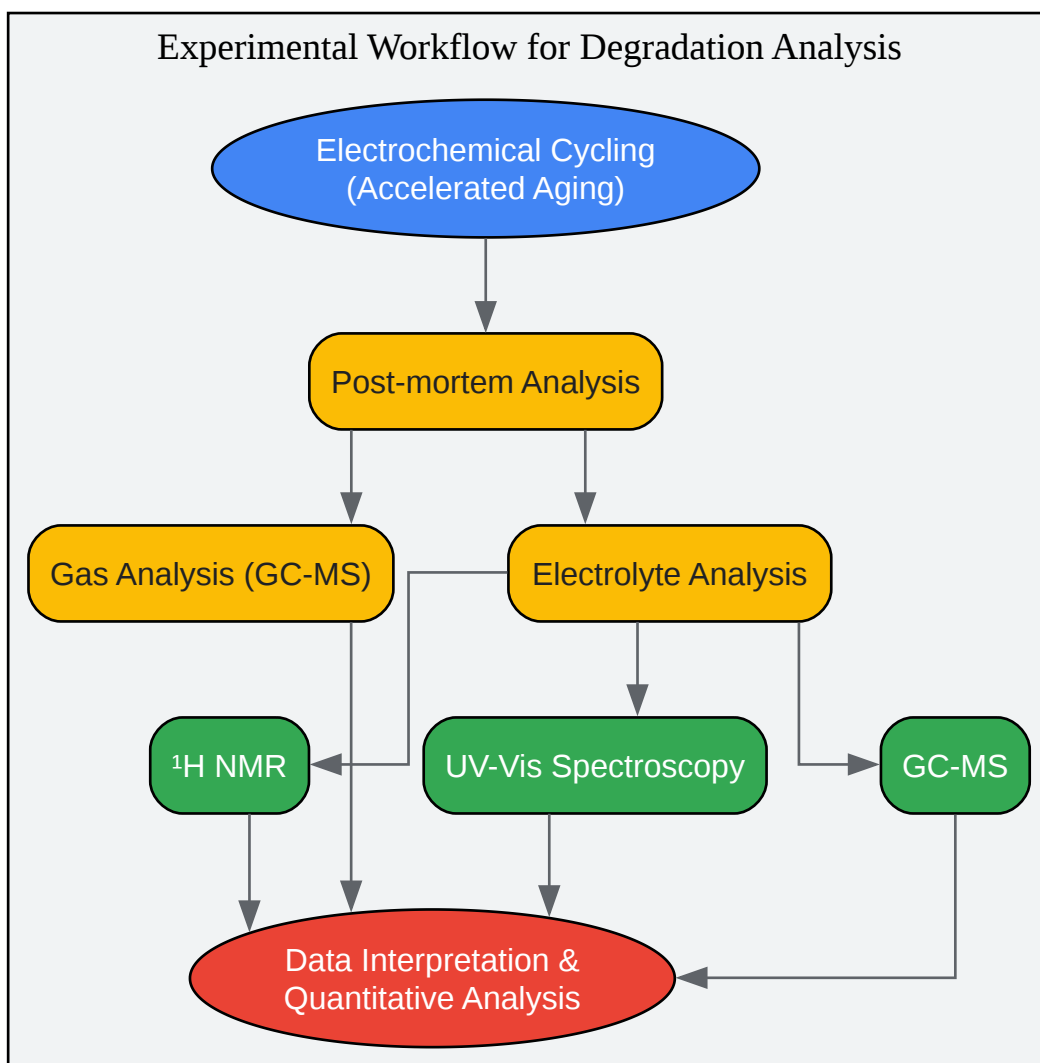 Experimental Workflow for Degradation Analysis
Electrochemical Cycling
(Accelerated Aging)
Post-mortem Analysis
Gas Analysis (GC-MS)
Electrolyte Analysis
¹H NMR
UV-Vis Spectroscopy
GC-MS
Data Interpretation &
Quantitative Analysis